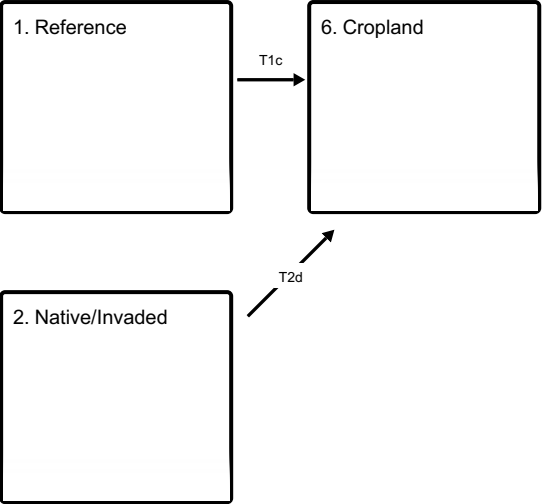 1. Reference
6. Cropland
T1c
T2d
2. Native/Invaded